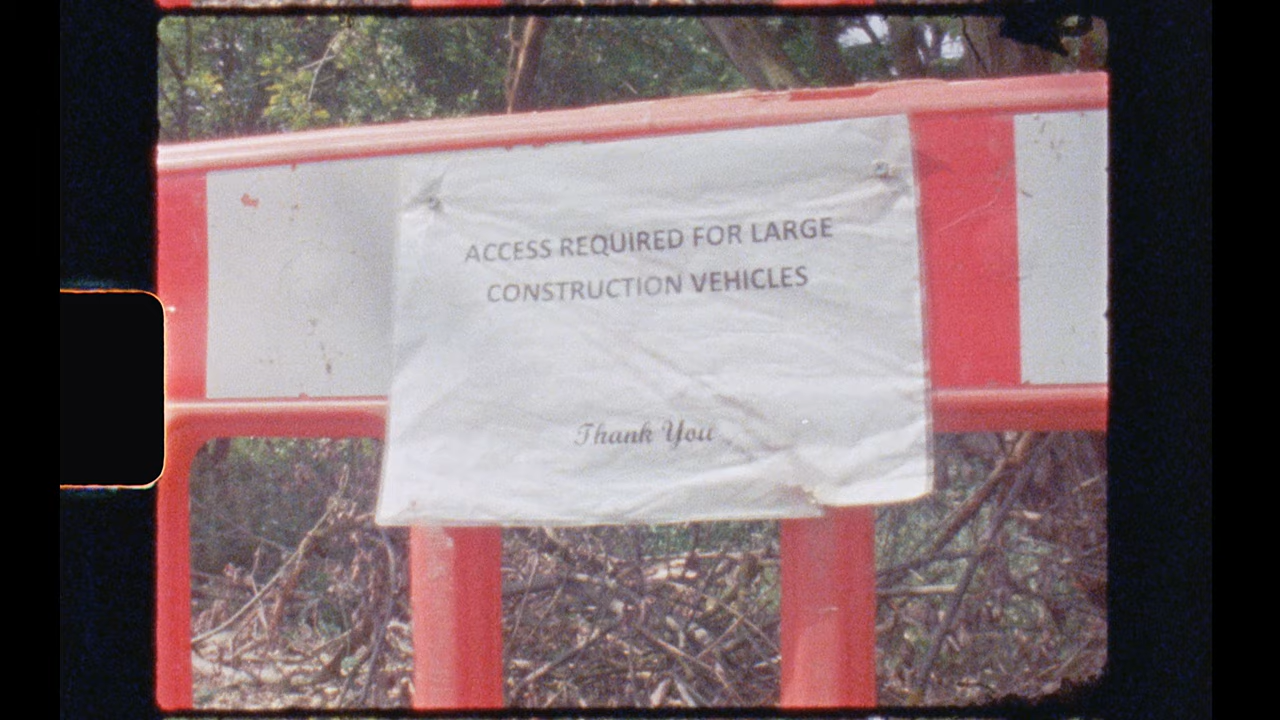 ACCESS REQUIRED FOR LARGE
CONSTRUCTION VEHICLES
Thank You